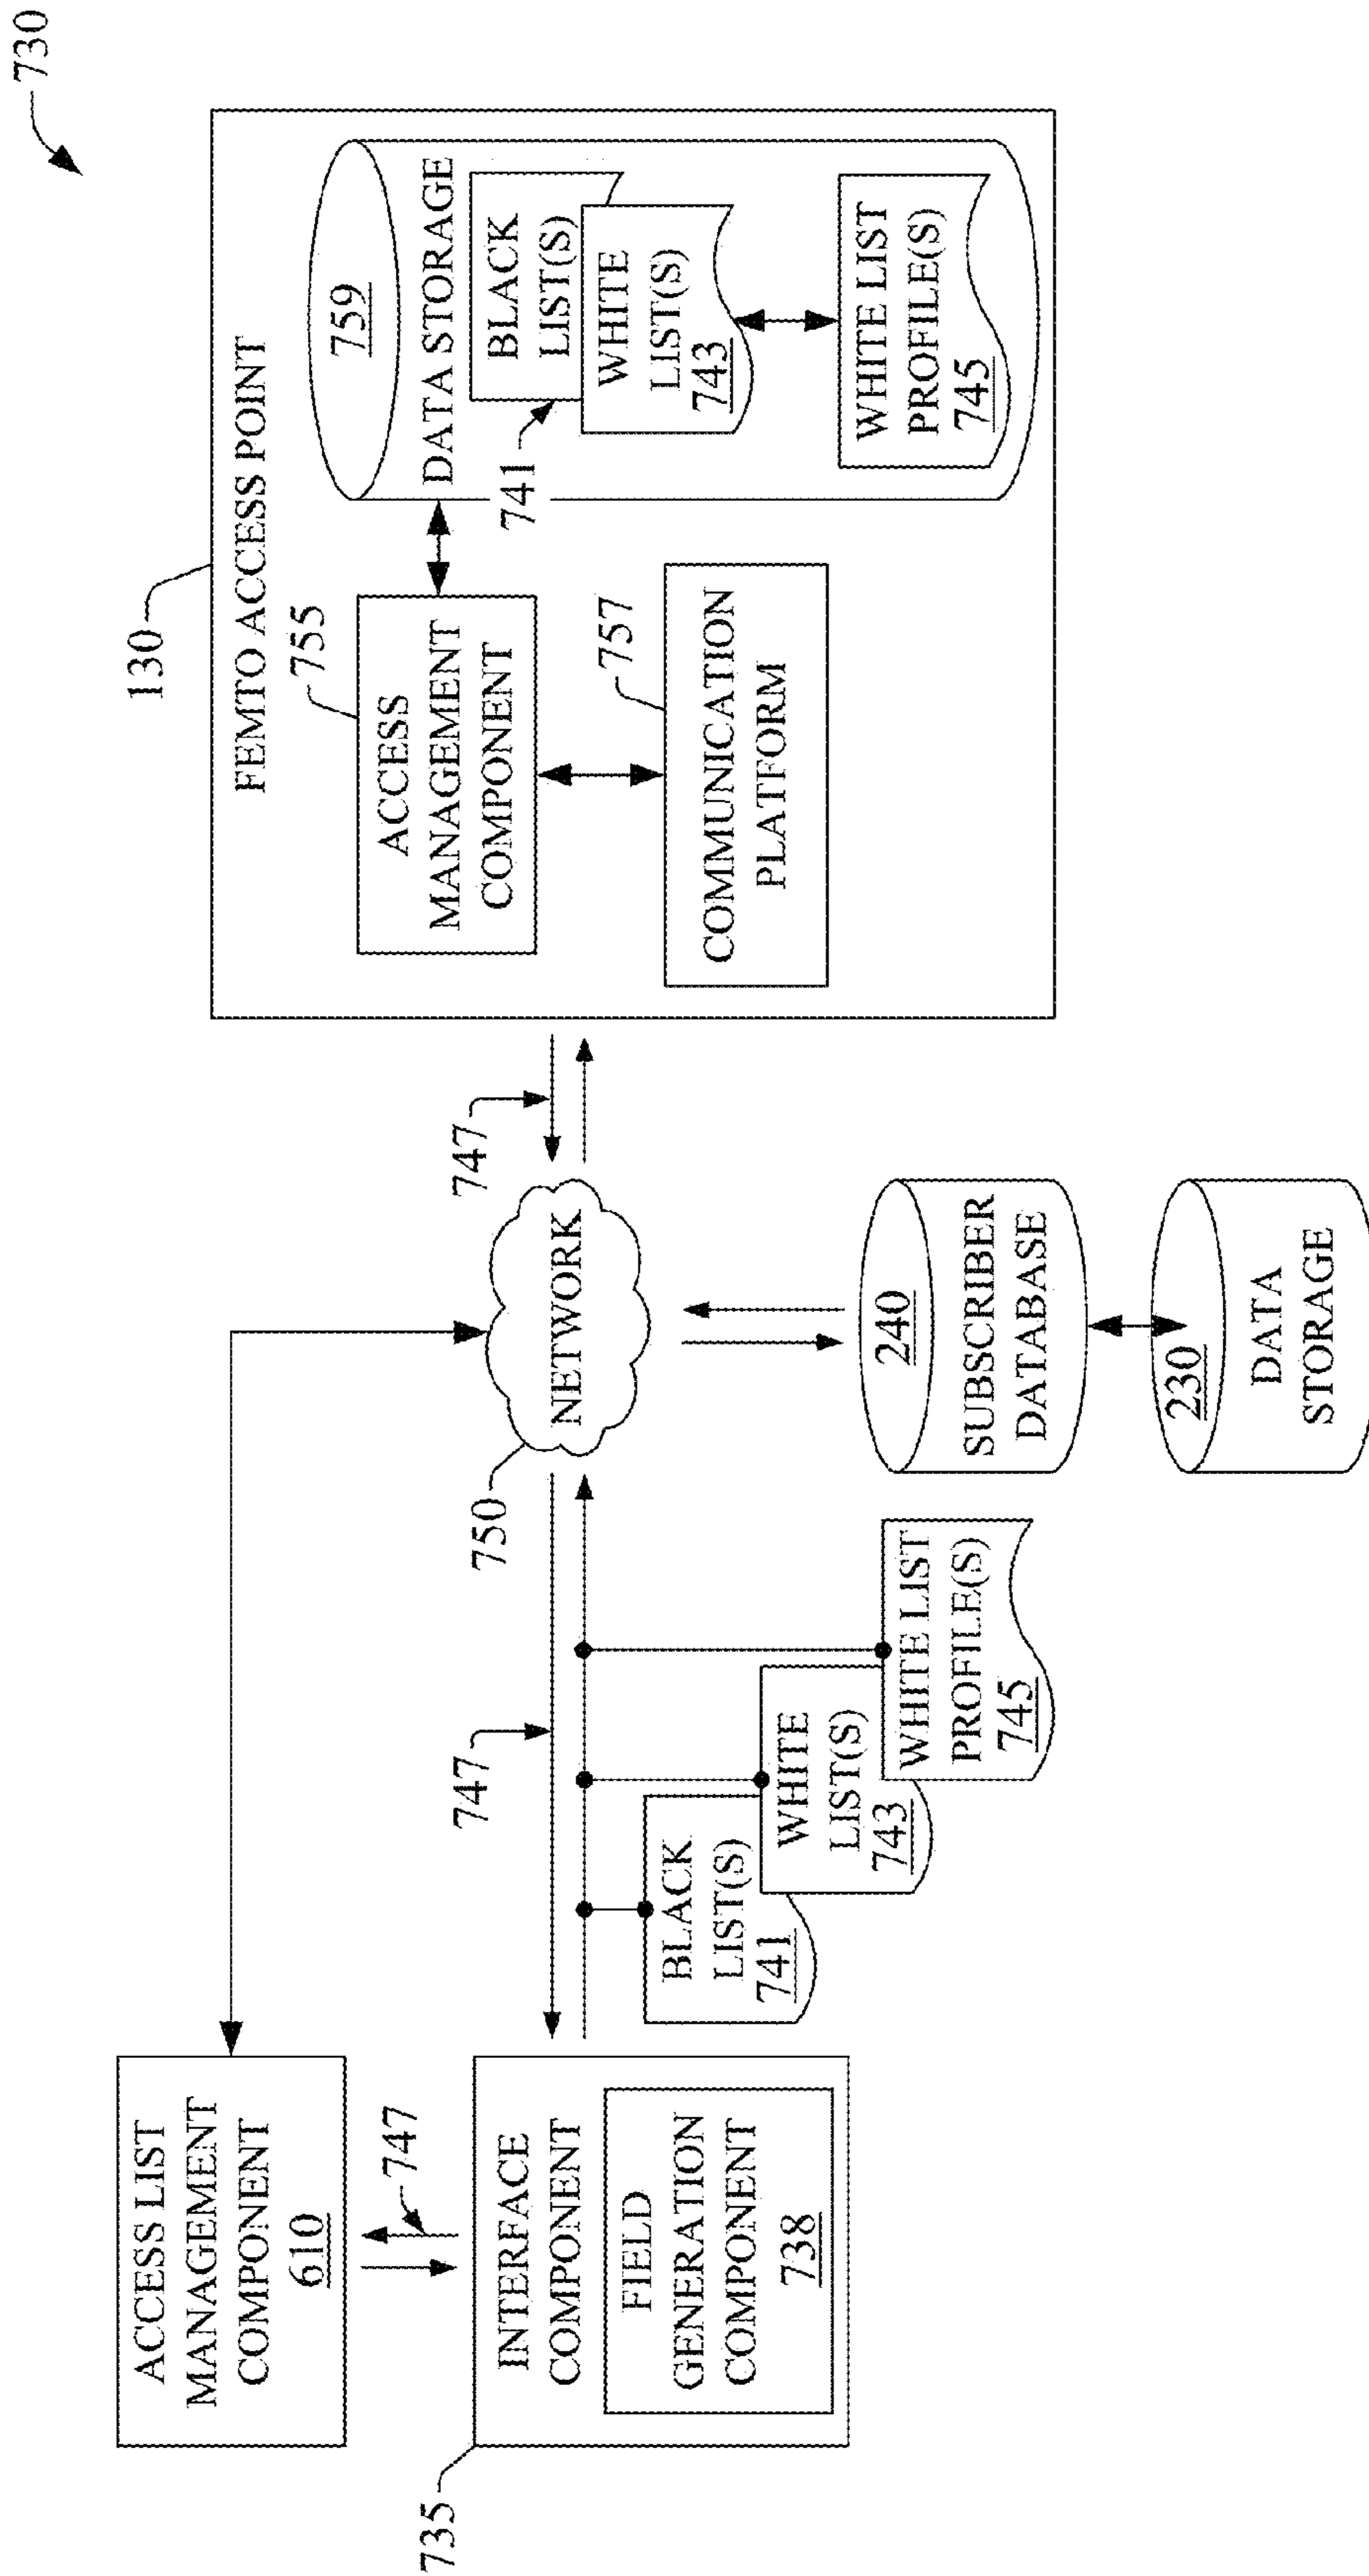 730
130
FEMTO ACCESS POINT
755
ACCESS
MANAGEMENT
COMPONENT
759
DATA STORAGE
BLACK
LIST(S)
741
WHITE
LIST(S)
743
WHITE LIST
PROFILE(S)
745
757
COMMUNICATION
PLATFORM
ACCESS LIST
MANAGEMENT
COMPONENT
610
747
735
INTERFACE
COMPONENT
FIELD
GENERATION
COMPONENT
738
747
750
NETWORK
747
BLACK
LIST(S)
741
WHITE
LIST(S)
743
WHITE LIST
PROFILE(S)
745
240
SUBSCRIBER
DATABASE
230
DATA
STORAGE